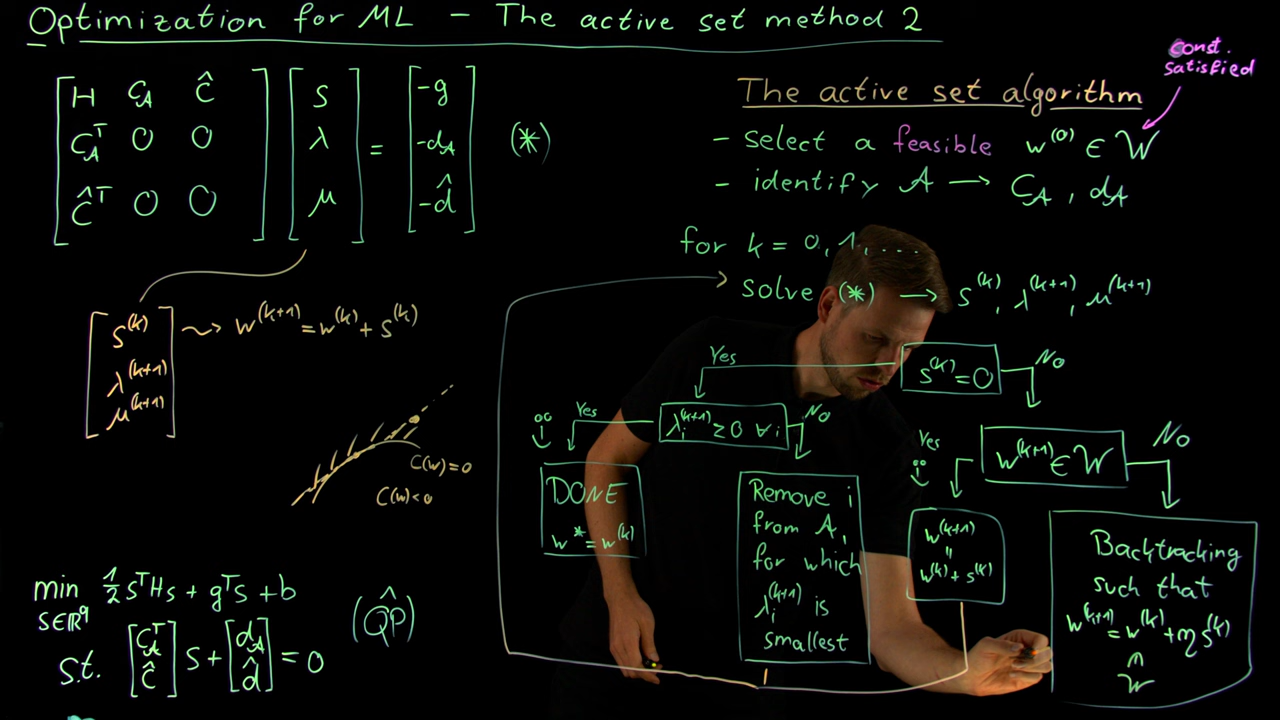 Optimization for ML – The active set method 2
const.
satisfied
[H C_A Ĉ; C_A^T 0 0; Ĉ^T 0 0] [s; λ; μ] = [-g; -d_A; -d̂] (*)
The active set algorithm
- select a feasible w^(0) ∈ W
- identify A → C_A, d_A
for k = 0, 1, ...
solve (*) → s^(k), λ^(k+1), μ^(k+1)
[s^(k); λ^(k+1); μ^(k+1)] ⤳ w^(k+1) = w^(k) + s^(k)
C(w)=0
C(w)<0
s^(k)=0
Yes
No
λ_i^(k+1) ≥ 0 ∀i
Yes
No
DONE
w* = w^(k)
Remove i
from A,
for which
λ_i^(k+1) is
smallest
w^(k+1) ∈ W
Yes
No
w^(k+1)
=
w^(k) + s^(k)
Backtracking
such that
w^(k+1) = w^(k) + η s^(k)
∩
W
min ½ s^T H s + g^T s + b
s∈R^q
s.t. [C_A^T; Ĉ] s + [d_A; d̂] = 0
(Q̂P)